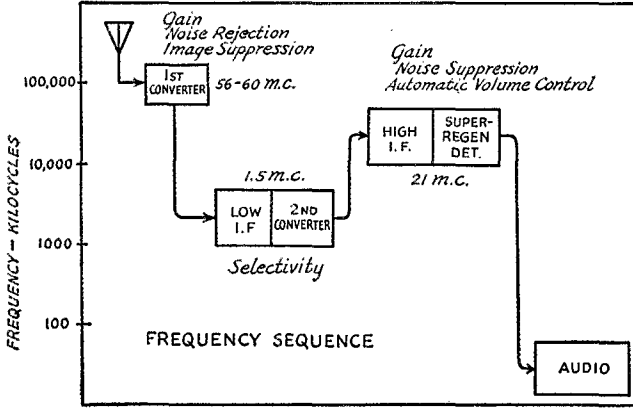 Gain
Noise Rejection
Image Suppression
1ST
CONVERTER
56-60 m.c.
Gain
Noise Suppression
Automatic Volume Control
HIGH
I.F.
SUPER-
REGEN
DET.
21 m.c.
1.5 m.c.
LOW
I.F
2ND
CONVERTER
Selectivity
FREQUENCY - KILOCYCLES
100,000
10,000
1000
100
FREQUENCY SEQUENCE
AUDIO